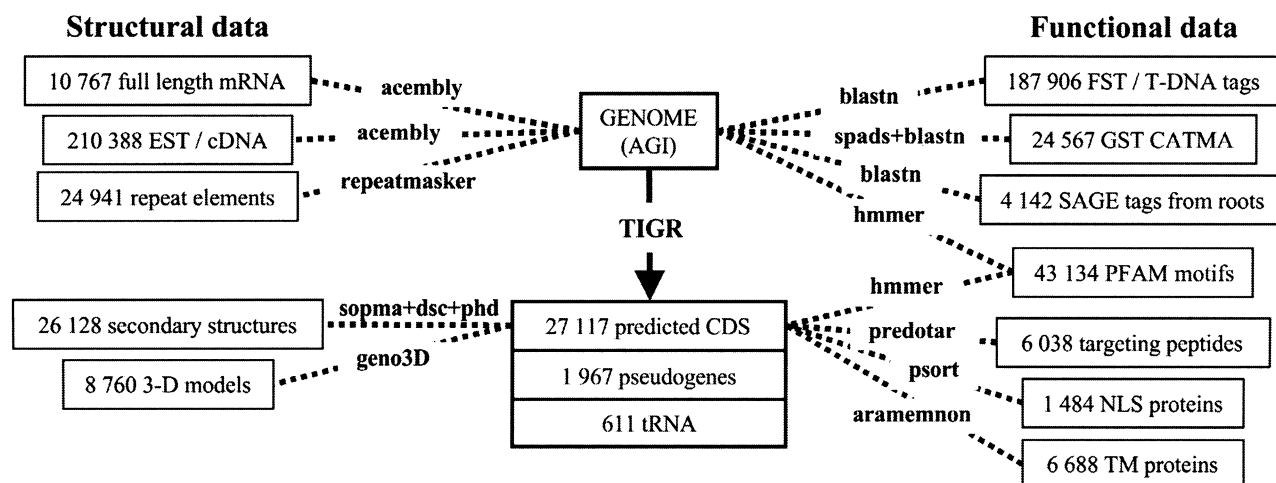 Structural data
Functional data
10 767 full length mRNA
acembly
210 388 EST / cDNA
acembly
24 941 repeat elements
repeatmasker
GENOME
(AGI)
blastn
187 906 FST / T-DNA tags
spads+blastn
24 567 GST CATMA
blastn
4 142 SAGE tags from roots
hmmer
43 134 PFAM motifs
TIGR
hmmer
26 128 secondary structures
sopma+dsc+phd
8 760 3-D models
geno3D
27 117 predicted CDS
1 967 pseudogenes
611 tRNA
predotar
6 038 targeting peptides
psort
1 484 NLS proteins
aramemnon
6 688 TM proteins